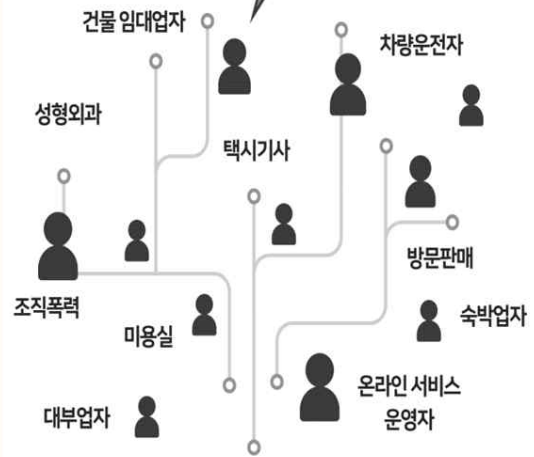 건물 임대업자
차량운전자
성형외과
택시기사
방문판매
조직폭력
숙박업자
미용실
온라인 서비스
운영자
대부업자